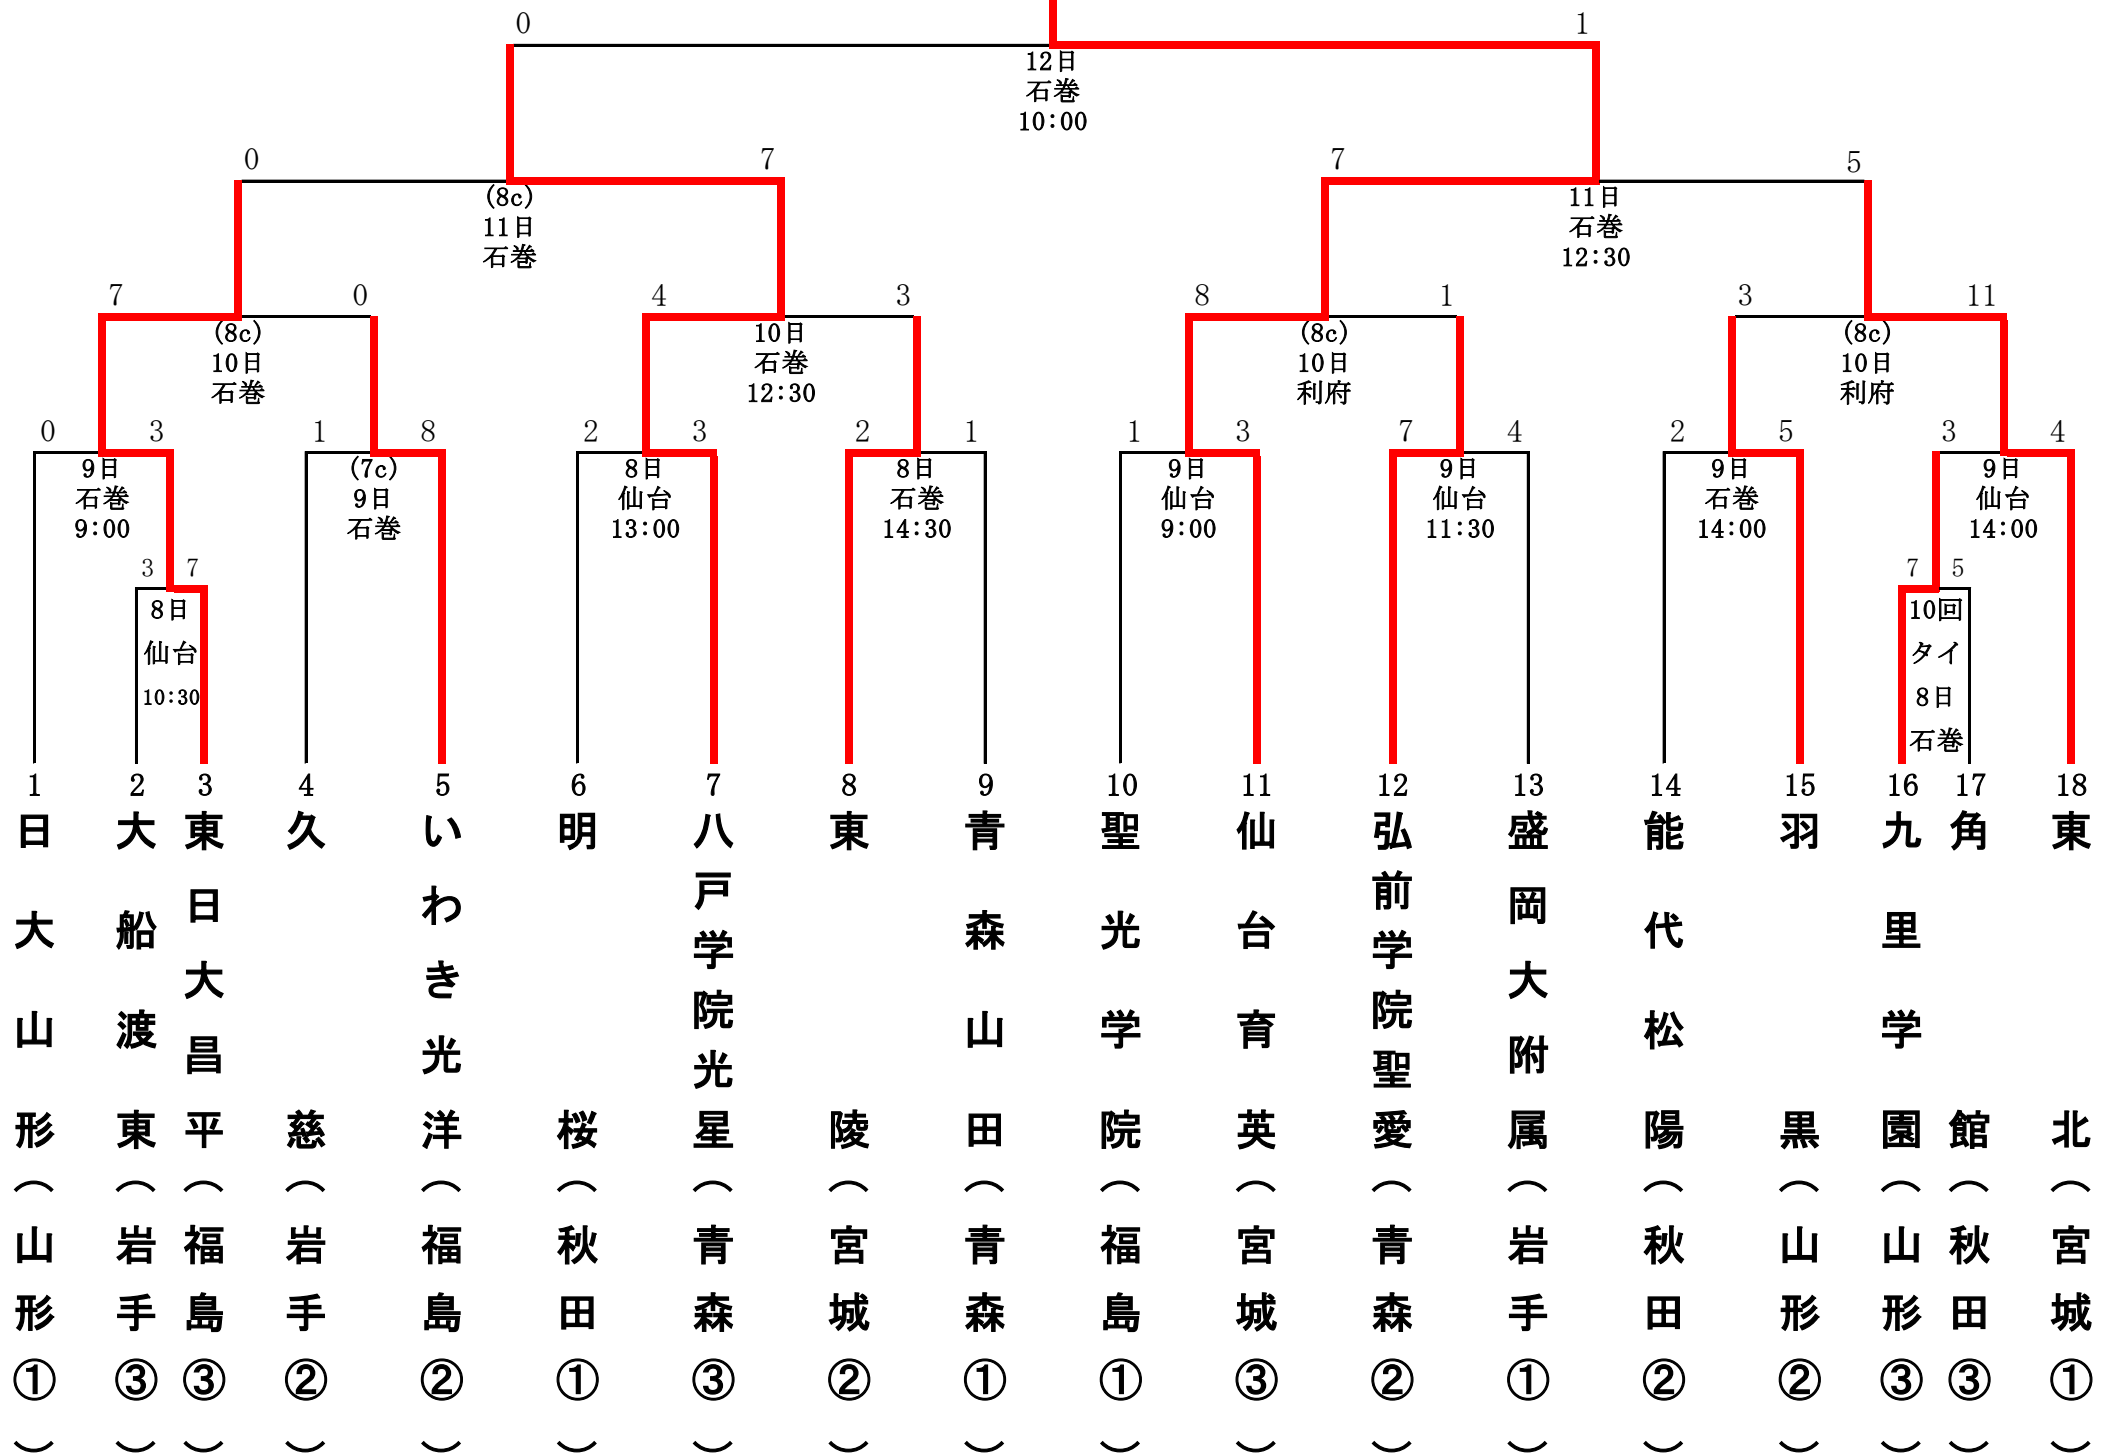 0
1
12日
石巻
10:00
0
7
7
5
(8c)
11日
石巻
11日
石巻
12:30
7
0
4
3
8
1
3
11
(8c)
10日
石巻
10日
石巻
12:30
(8c)
10日
利府
(8c)
10日
利府
0
3
1
8
2
3
2
1
1
3
7
4
2
5
3
4
9日
石巻
9:00
(7c)
9日
石巻
8日
仙台
13:00
8日
石巻
14:30
9日
仙台
9:00
9日
仙台
11:30
9日
石巻
14:00
9日
仙台
14:00
3
7
8日
仙台
10:30
7
5
10回
タイ
8日
石巻
1
日大山形(山形①)
2
大船渡東(岩手③)
3
東日大昌平(福島③)
4
久慈(岩手②)
5
いわき光洋(福島②)
6
明桜(秋田①)
7
八戸学院光星(青森③)
8
東陵(宮城②)
9
青森山田(青森①)
10
聖光学院(福島①)
11
仙台育英(宮城③)
12
弘前学院聖愛(青森②)
13
盛岡大附属(岩手①)
14
能代松陽(秋田②)
15
羽黒(山形②)
16
九里学園(山形③)
17
角館(秋田③)
18
東北(宮城①)